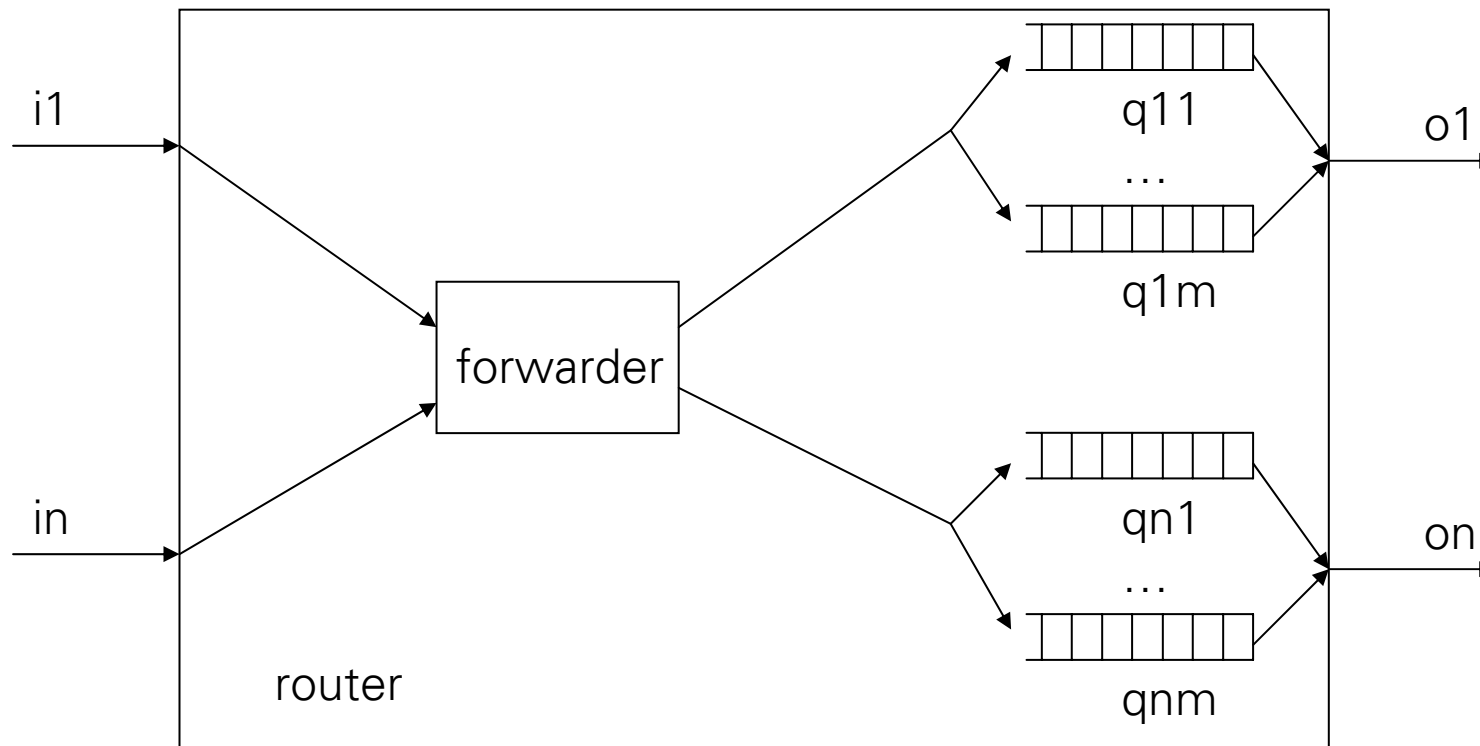 i1
q11
o1
...
q1m
forwarder
in
qn1
on
...
router
qnm